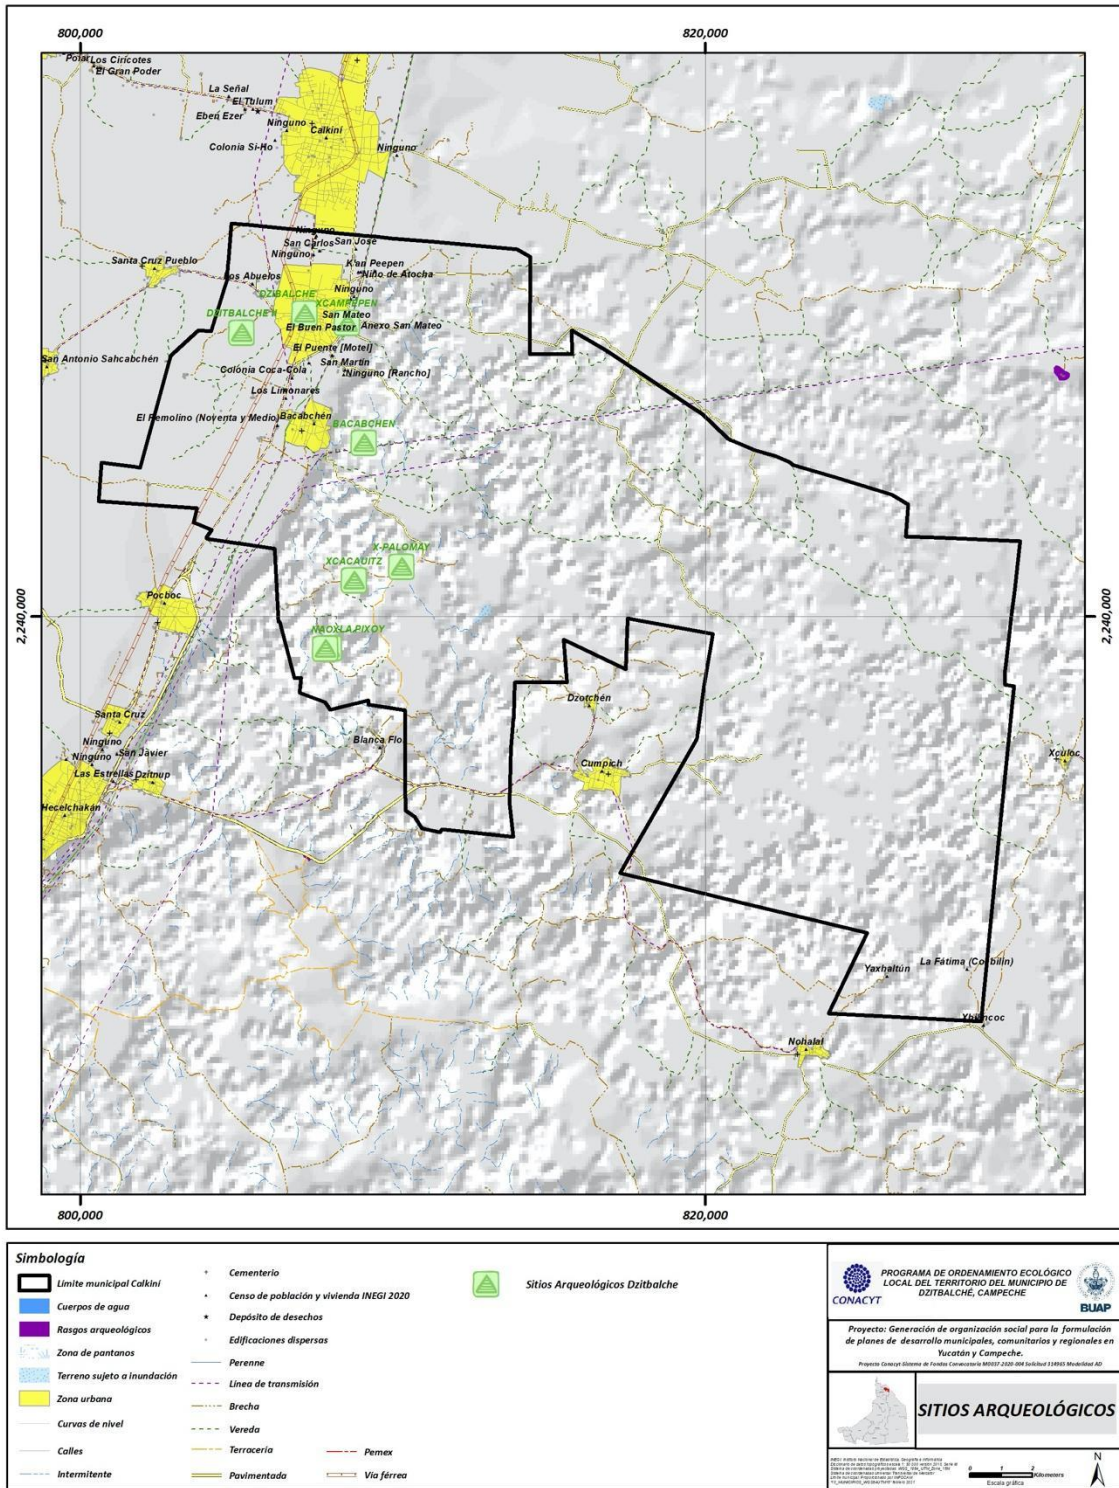 800,000
820,000
Los Ciricotes
El Gran Poder
La Señal
El Tulum
Eben Ezer
Ninguno
Calkiní
Colonia Si-Ho
Ninguno
Ninguno
San Carlos
San José
Ninguno
Santa Cruz Pueblo
K'an Peepen
Niño de Atocha
Los Abuelos
Ninguno
DZIBALCHE
XCAMPEPEN
DZITBALCHE II
San Mateo
El Buen Pastor
Anexo San Mateo
El Puente [Motel]
San Antonio Sahcabchén
San Martín
Colonia Coca-Cola
Ninguno [Rancho]
Los Limonares
El Remolino (Noventa y Medio)
Bacabchén
BACABCHEN
X-PALOMAY
XCACAUITZ
Pocboc
2,240,000
2,240,000
Dzotchén
Santa Cruz
Blanca Flo
Ninguno
San Javier
Ninguno
Xculoc
Las Estrellas
Dzitnup
Cumpich
Hecelchakán
Yaxhaltún
Nohalal
800,000
820,000
Simbología
Límite municipal Calkiní
Cuerpos de agua
Rasgos arqueológicos
Zona de pantanos
Terreno sujeto a inundación
Zona urbana
Curvas de nivel
Calles
Intermitente
Cementerio
Censo de población y vivienda INEGI 2020
Depósito de desechos
Edificaciones dispersas
Perenne
Línea de transmisión
Brecha
Vereda
Terracería
Pavimentada
Pemex
Vía férrea
Sitios Arqueológicos Dzitbalche
CONACYT
PROGRAMA DE ORDENAMIENTO ECOLÓGICO
LOCAL DEL TERRITORIO DEL MUNICIPIO DE
DZITBALCHÉ, CAMPECHE
BUAP
Proyecto: Generación de organización social para la formulación
de planes de desarrollo municipales, comunitarios y regionales en
Yucatán y Campeche.
SITIOS ARQUEOLÓGICOS
0 1 2
Kilometers
Escala gráfica
N